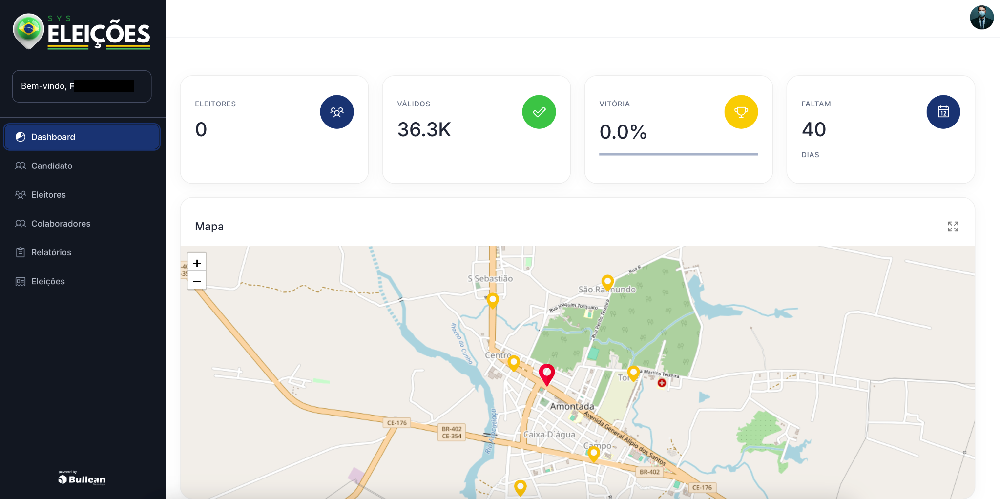 SYS
ELEIÇÕES
Bem-vindo, F
Dashboard
Candidato
Eleitores
Colaboradores
Relatórios
Eleições
powerd by
Bullean
Technology
ELEITORES
0
VÁLIDOS
36.3K
VITÓRIA
0.0%
FALTAM
12
40
DIAS
Mapa
+
−
S Sebastião
Rua R
São Raimundo
Rua Joaquim Torquato
Rua Perilo Teixeira
Riacho do Cunha
Centro
a Martins Teixeira
Amontada
Avenida General Alípio dos Santos
CE-176
BR-402
CE-354
Rio Aracatiaçu
Caixa D'água
Campo
BR-402
CE-176